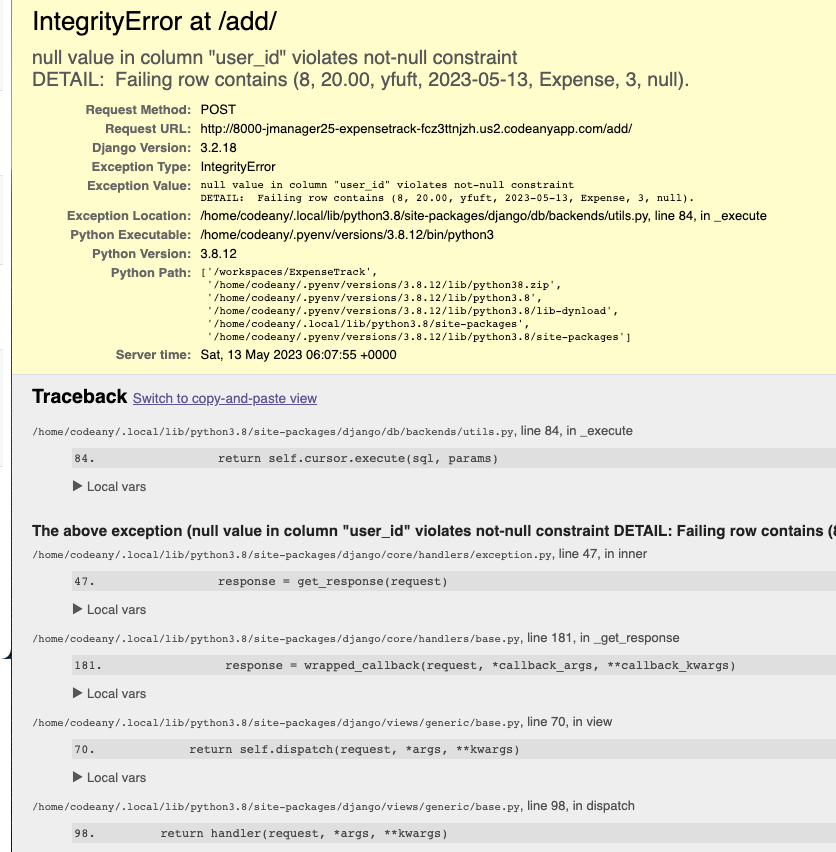 IntegrityError at /add/
null value in column "user_id" violates not-null constraint
DETAIL:  Failing row contains (8, 20.00, yfuft, 2023-05-13, Expense, 3, null).
Request Method: POST
Request URL: http://8000-jmanager25-expensetrack-fcz3ttnjzh.us2.codeanyapp.com/add/
Django Version: 3.2.18
Exception Type: IntegrityError
Exception Value: null value in column "user_id" violates not-null constraint
DETAIL:  Failing row contains (8, 20.00, yfuft, 2023-05-13, Expense, 3, null).
Exception Location: /home/codeany/.local/lib/python3.8/site-packages/django/db/backends/utils.py, line 84, in _execute
Python Executable: /home/codeany/.pyenv/versions/3.8.12/bin/python3
Python Version: 3.8.12
Python Path: ['/workspaces/ExpenseTrack',
'/home/codeany/.pyenv/versions/3.8.12/lib/python38.zip',
'/home/codeany/.pyenv/versions/3.8.12/lib/python3.8',
'/home/codeany/.pyenv/versions/3.8.12/lib/python3.8/lib-dynload',
'/home/codeany/.local/lib/python3.8/site-packages',
'/home/codeany/.pyenv/versions/3.8.12/lib/python3.8/site-packages']
Server time: Sat, 13 May 2023 06:07:55 +0000
Traceback Switch to copy-and-paste view
/home/codeany/.local/lib/python3.8/site-packages/django/db/backends/utils.py, line 84, in _execute
84. return self.cursor.execute(sql, params)
▶ Local vars
The above exception (null value in column "user_id" violates not-null constraint DETAIL: Failing row contains (8
/home/codeany/.local/lib/python3.8/site-packages/django/core/handlers/exception.py, line 47, in inner
47. response = get_response(request)
▶ Local vars
/home/codeany/.local/lib/python3.8/site-packages/django/core/handlers/base.py, line 181, in _get_response
181. response = wrapped_callback(request, *callback_args, **callback_kwargs)
▶ Local vars
/home/codeany/.local/lib/python3.8/site-packages/django/views/generic/base.py, line 70, in view
70. return self.dispatch(request, *args, **kwargs)
▶ Local vars
/home/codeany/.local/lib/python3.8/site-packages/django/views/generic/base.py, line 98, in dispatch
98. return handler(request, *args, **kwargs)